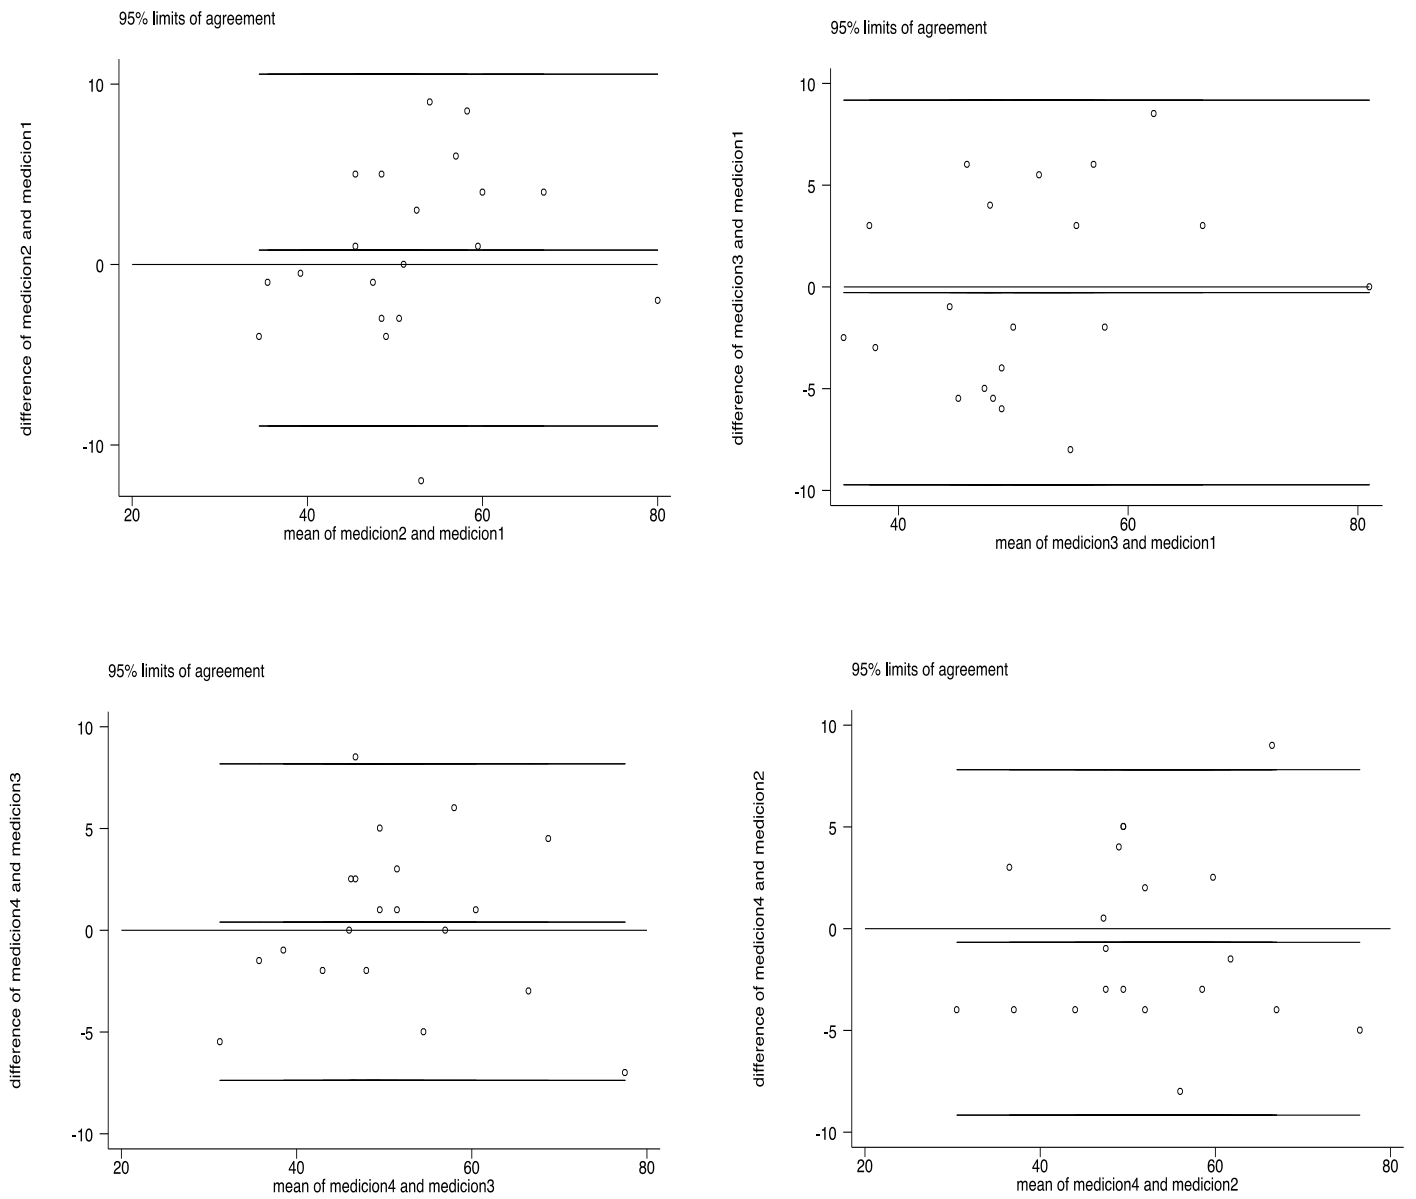 95% limits of agreement
difference of medicion2 and medicion1
10
0
-10
20
40
60
80
mean of medicion2 and medicion1
95% limits of agreement
difference of medicion3 and medicion1
10
5
0
-5
-10
40
60
80
mean of medicion3 and medicion1
95% limits of agreement
difference of medicion4 and medicion3
10
5
0
-5
-10
20
40
60
80
mean of medicion4 and medicion3
95% limits of agreement
difference of medicion4 and medicion2
10
5
0
-5
-10
20
40
60
80
mean of medicion4 and medicion2